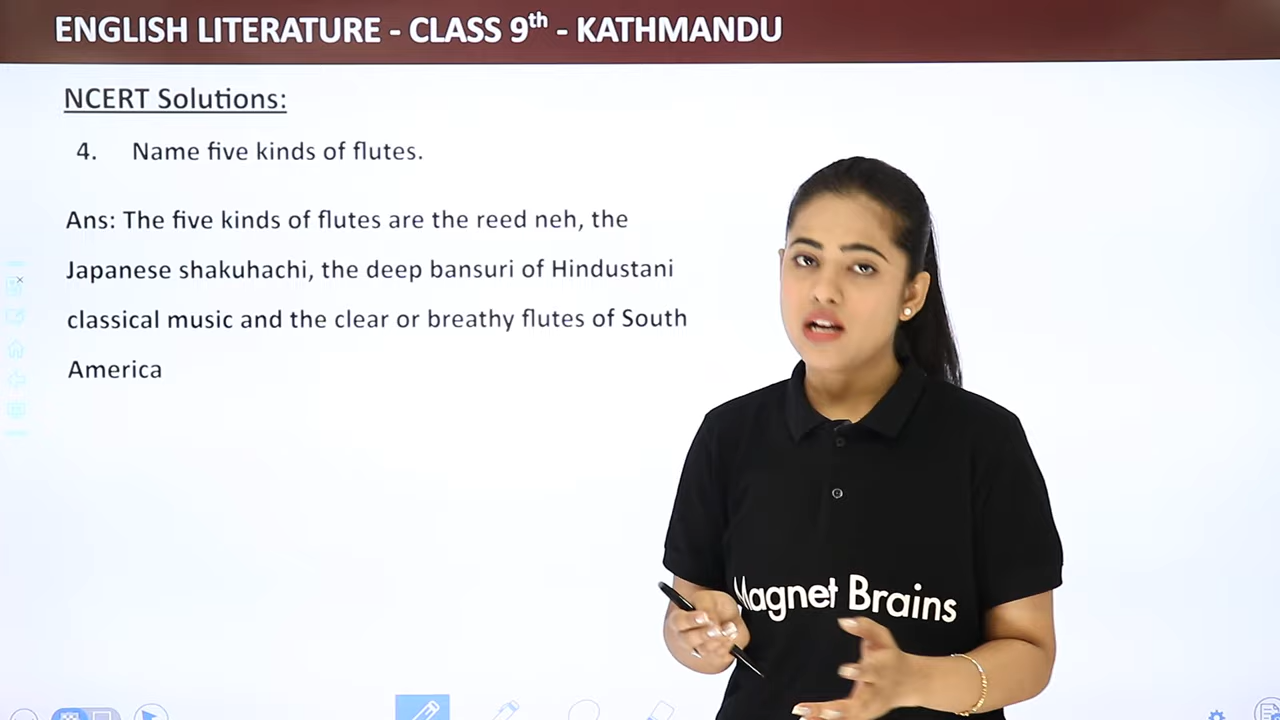 ENGLISH LITERATURE - CLASS 9th - KATHMANDU
NCERT Solutions:
4. Name five kinds of flutes.
Ans: The five kinds of flutes are the reed neh, the
Japanese shakuhachi, the deep bansuri of Hindustani
classical music and the clear or breathy flutes of South
America
Magnet Brains